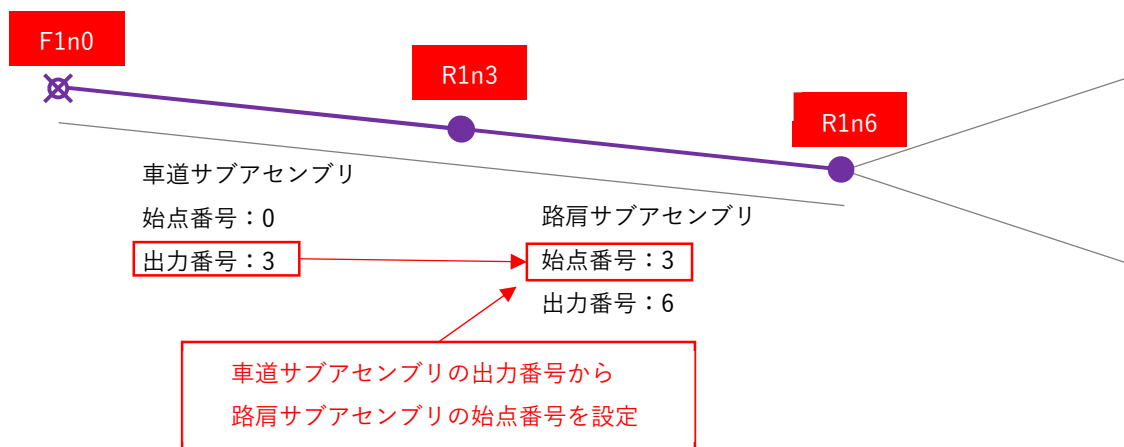 F1n0
R1n3
R1n6
車道サブアセンブリ
始点番号：0
出力番号：3
路肩サブアセンブリ
始点番号：3
出力番号：6
車道サブアセンブリの出力番号から
路肩サブアセンブリの始点番号を設定